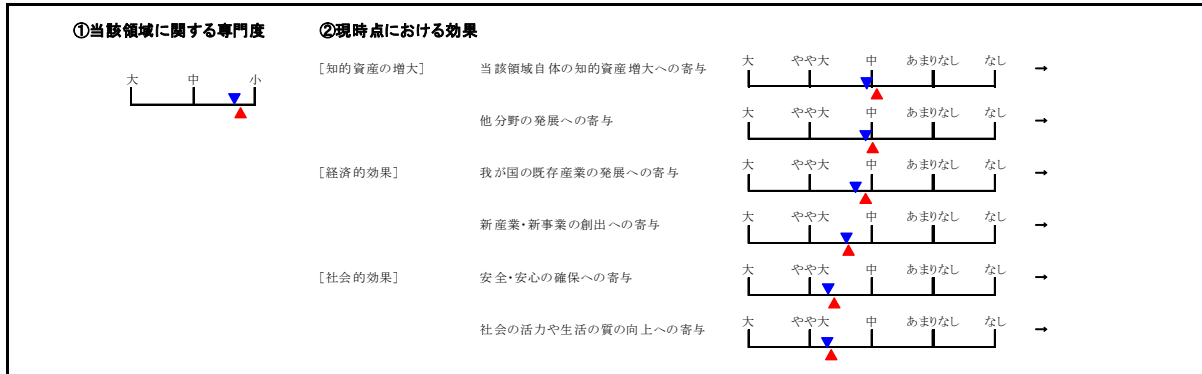 ①当該領域に関する専門度
②現時点における効果
大 中 小
[知的資産の増大] 当該領域自体の知的資産増大への寄与 大 やや大 中 あまりなし なし →
他分野の発展への寄与 大 やや大 中 あまりなし なし →
[経済的効果] 我が国の既存産業の発展への寄与 大 やや大 中 あまりなし なし →
新産業・新事業の創出への寄与 大 やや大 中 あまりなし なし →
[社会的効果] 安全・安心の確保への寄与 大 やや大 中 あまりなし なし →
社会の活力や生活の質の向上への寄与 大 やや大 中 あまりなし なし →